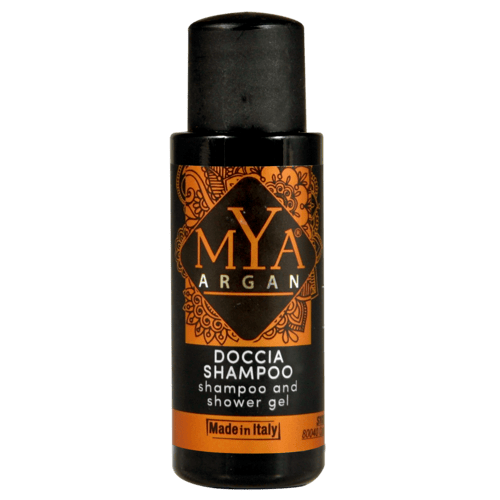 MYA®
ARGAN
DOCCIA
SHAMPOO
shampoo and
shower gel
Made in Italy